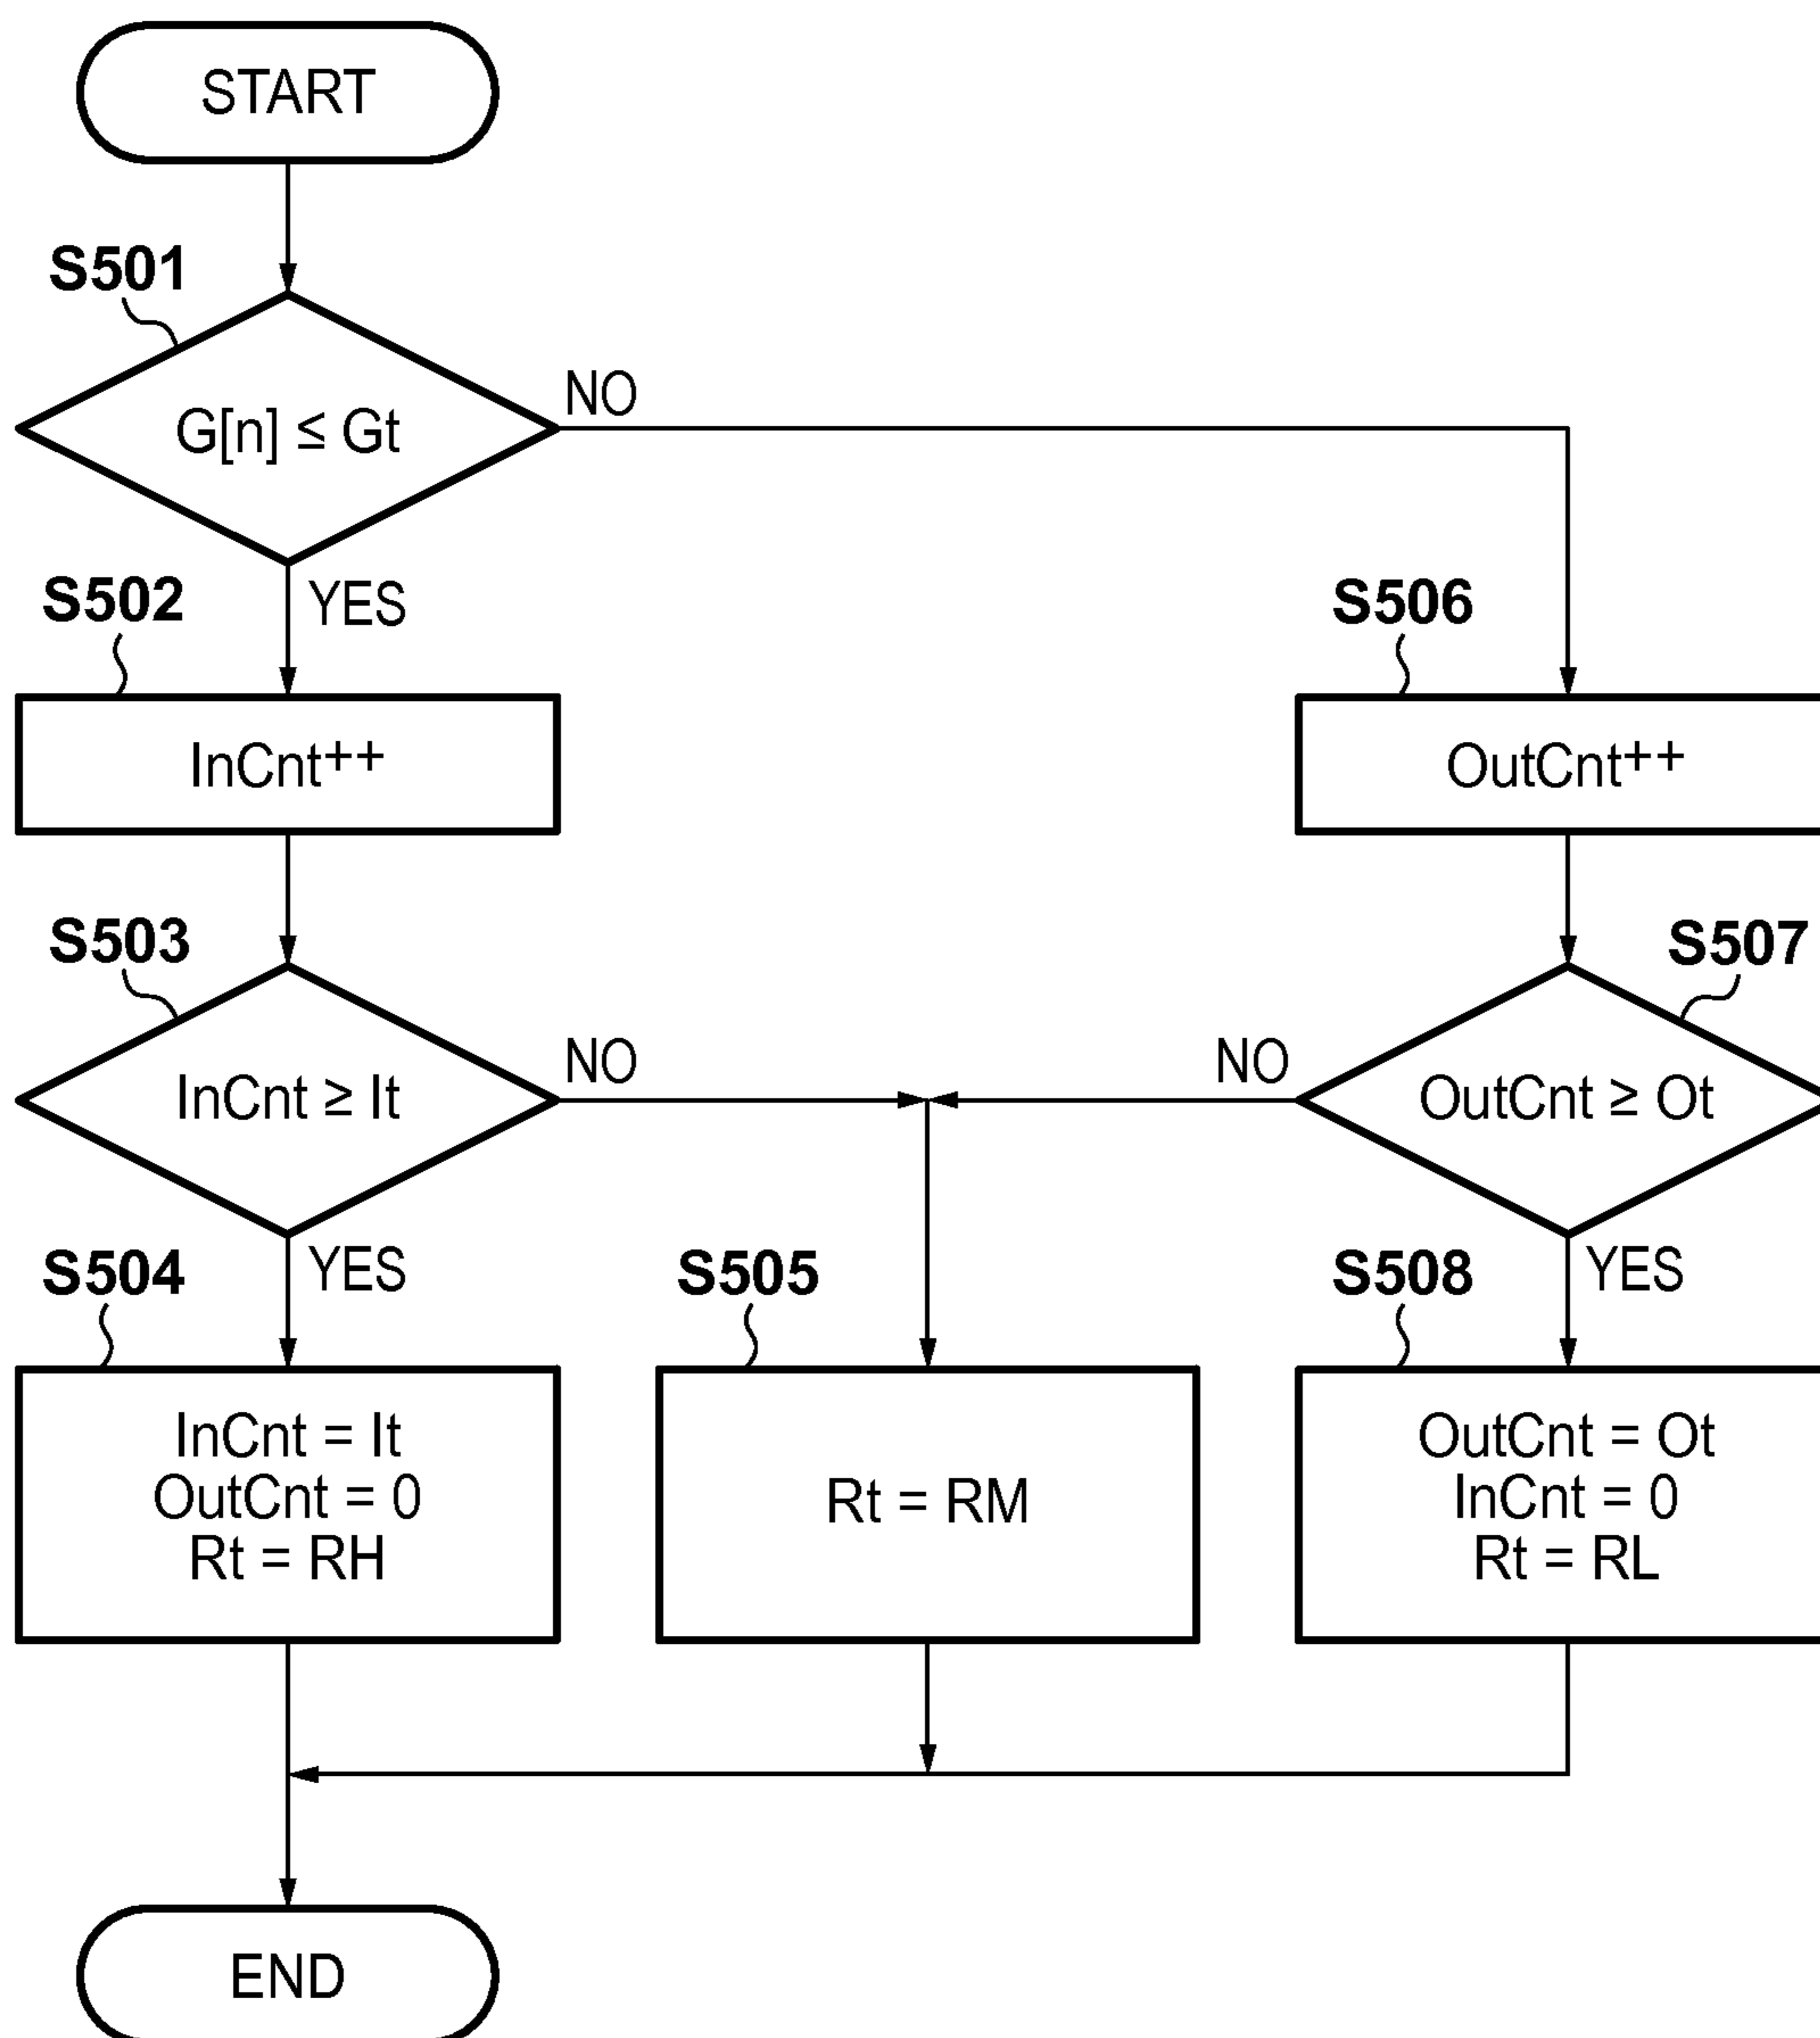 START
S501
G[n] ≤ Gt
NO
YES
S502
InCnt++
S506
OutCnt++
S503
InCnt ≥ It
NO
YES
S507
OutCnt ≥ Ot
NO
YES
S504
InCnt = It
OutCnt = 0
Rt = RH
S505
Rt = RM
S508
OutCnt = Ot
InCnt = 0
Rt = RL
END